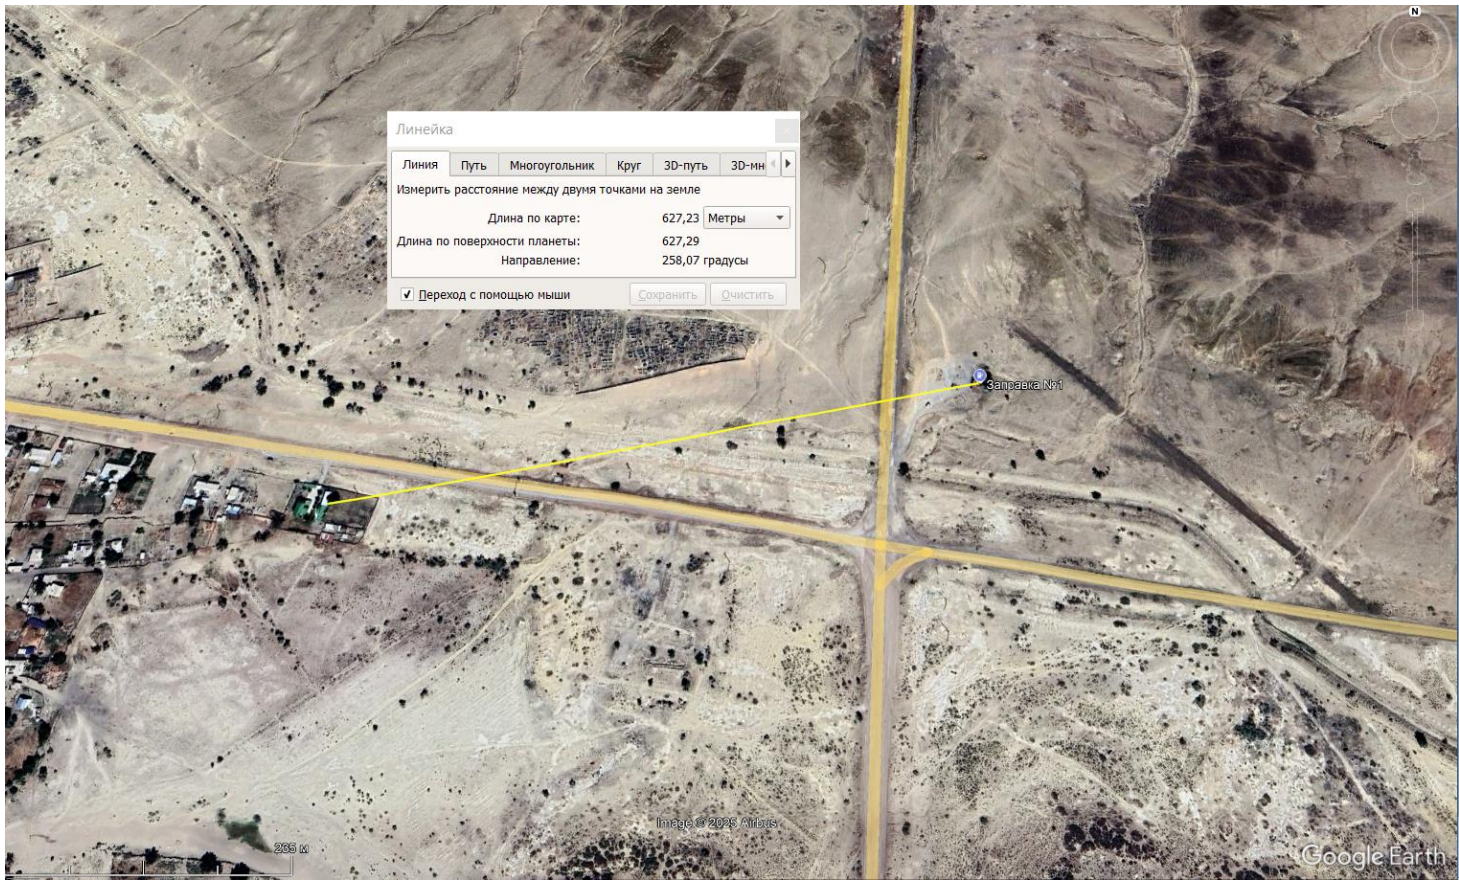 N
Линейка
Линия Путь Многоугольник Круг 3D-путь 3D-мн
Измерить расстояние между двумя точками на земле
Длина по карте: 627,23 Метры
Длина по поверхности планеты: 627,29
Направление: 258,07 градусы
Переход с помощью мыши Сохранить Очистить
Заправка №1
Image © 2025 Airbus
235 м
Google Earth